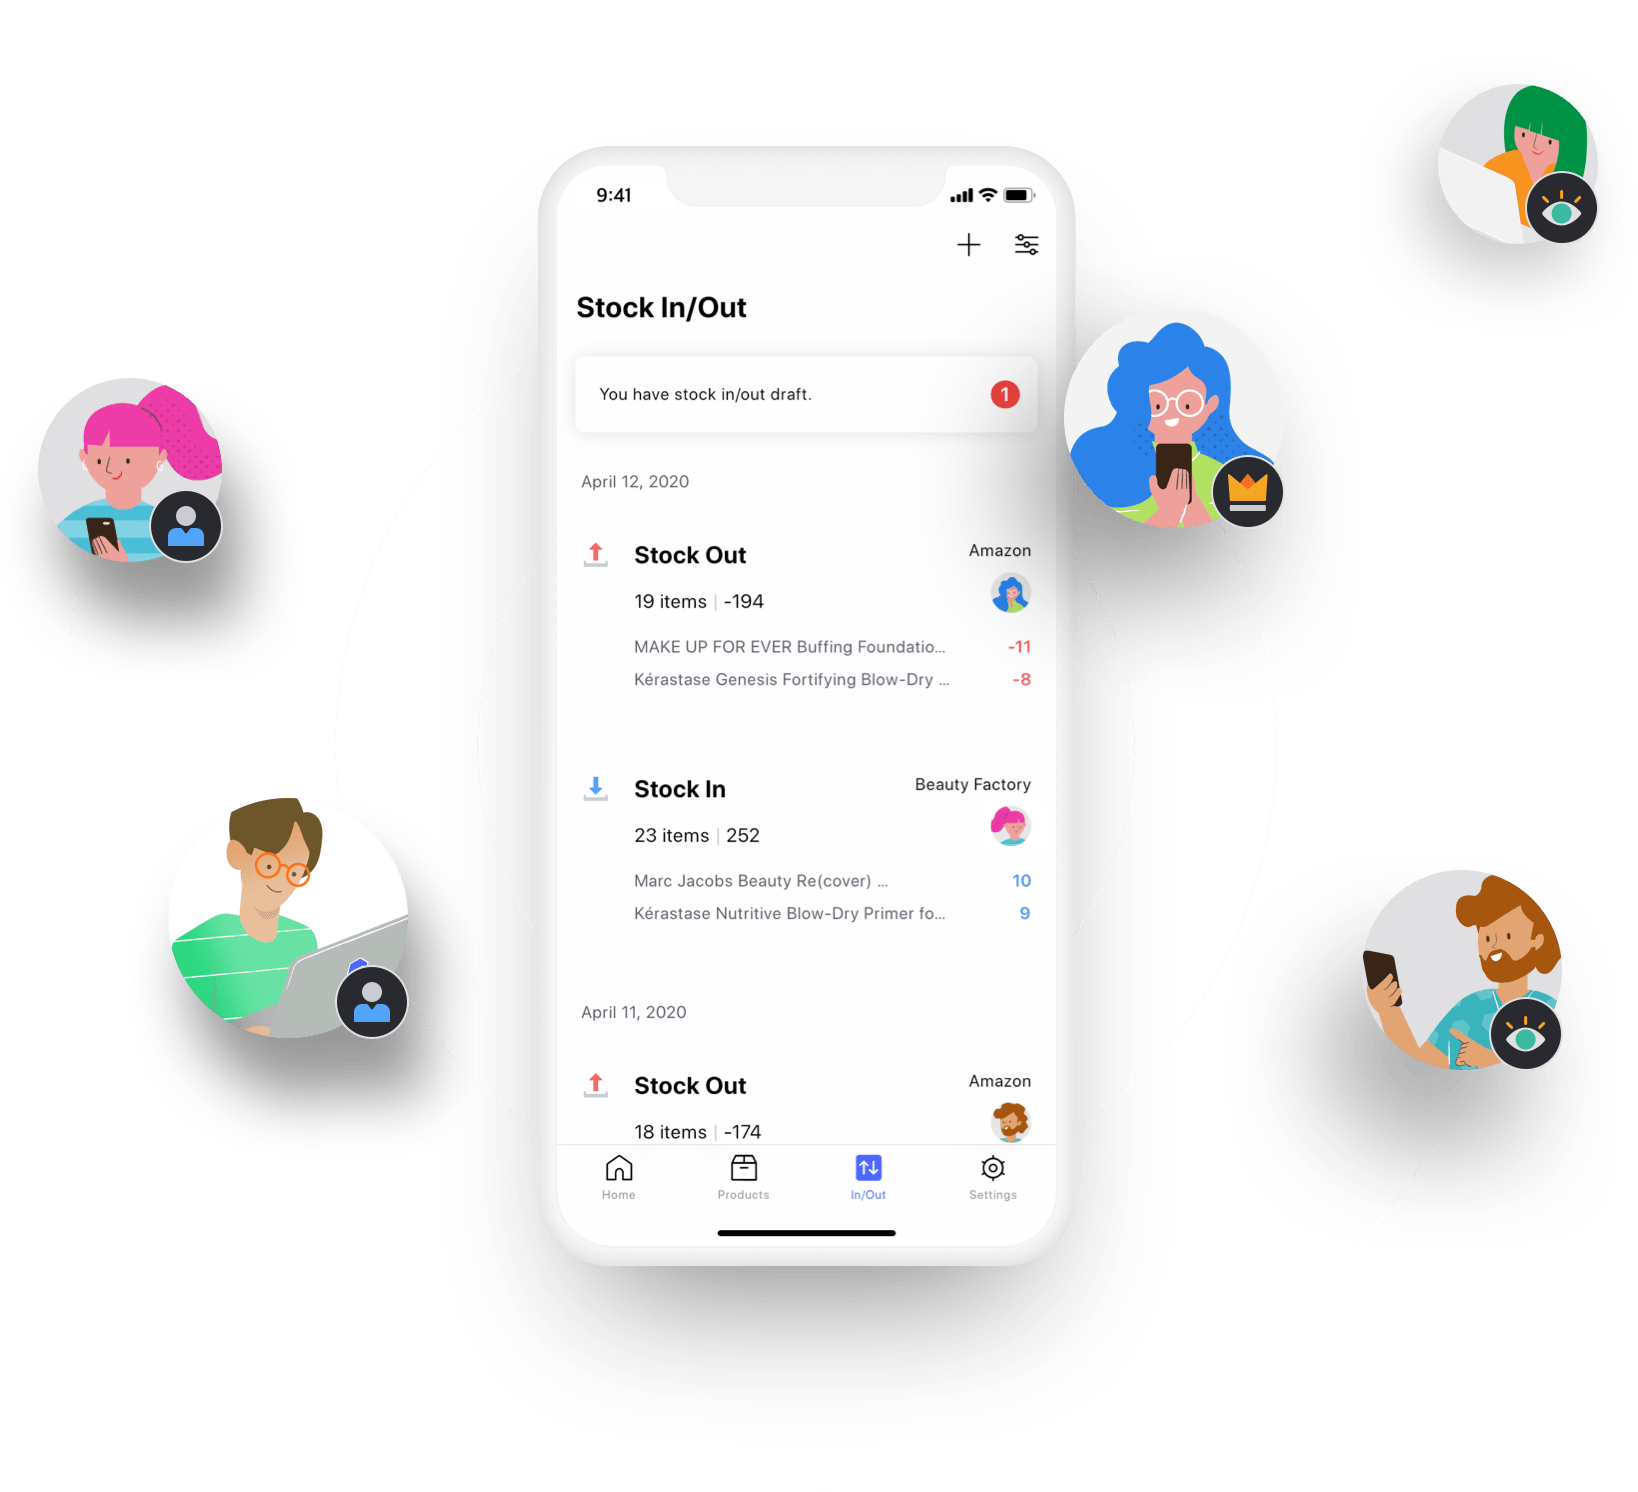 9:41
Stock In/Out
You have stock in/out draft.
1
April 12, 2020
Stock Out
Amazon
19 items | -194
MAKE UP FOR EVER Buffing Foundatio... -11
Kérastase Genesis Fortifying Blow-Dry ... -8
Stock In
Beauty Factory
23 items | 252
Marc Jacobs Beauty Re(cover) ... 10
Kérastase Nutritive Blow-Dry Primer fo... 9
April 11, 2020
Stock Out
Amazon
18 items | -174
Home Products In/Out Settings